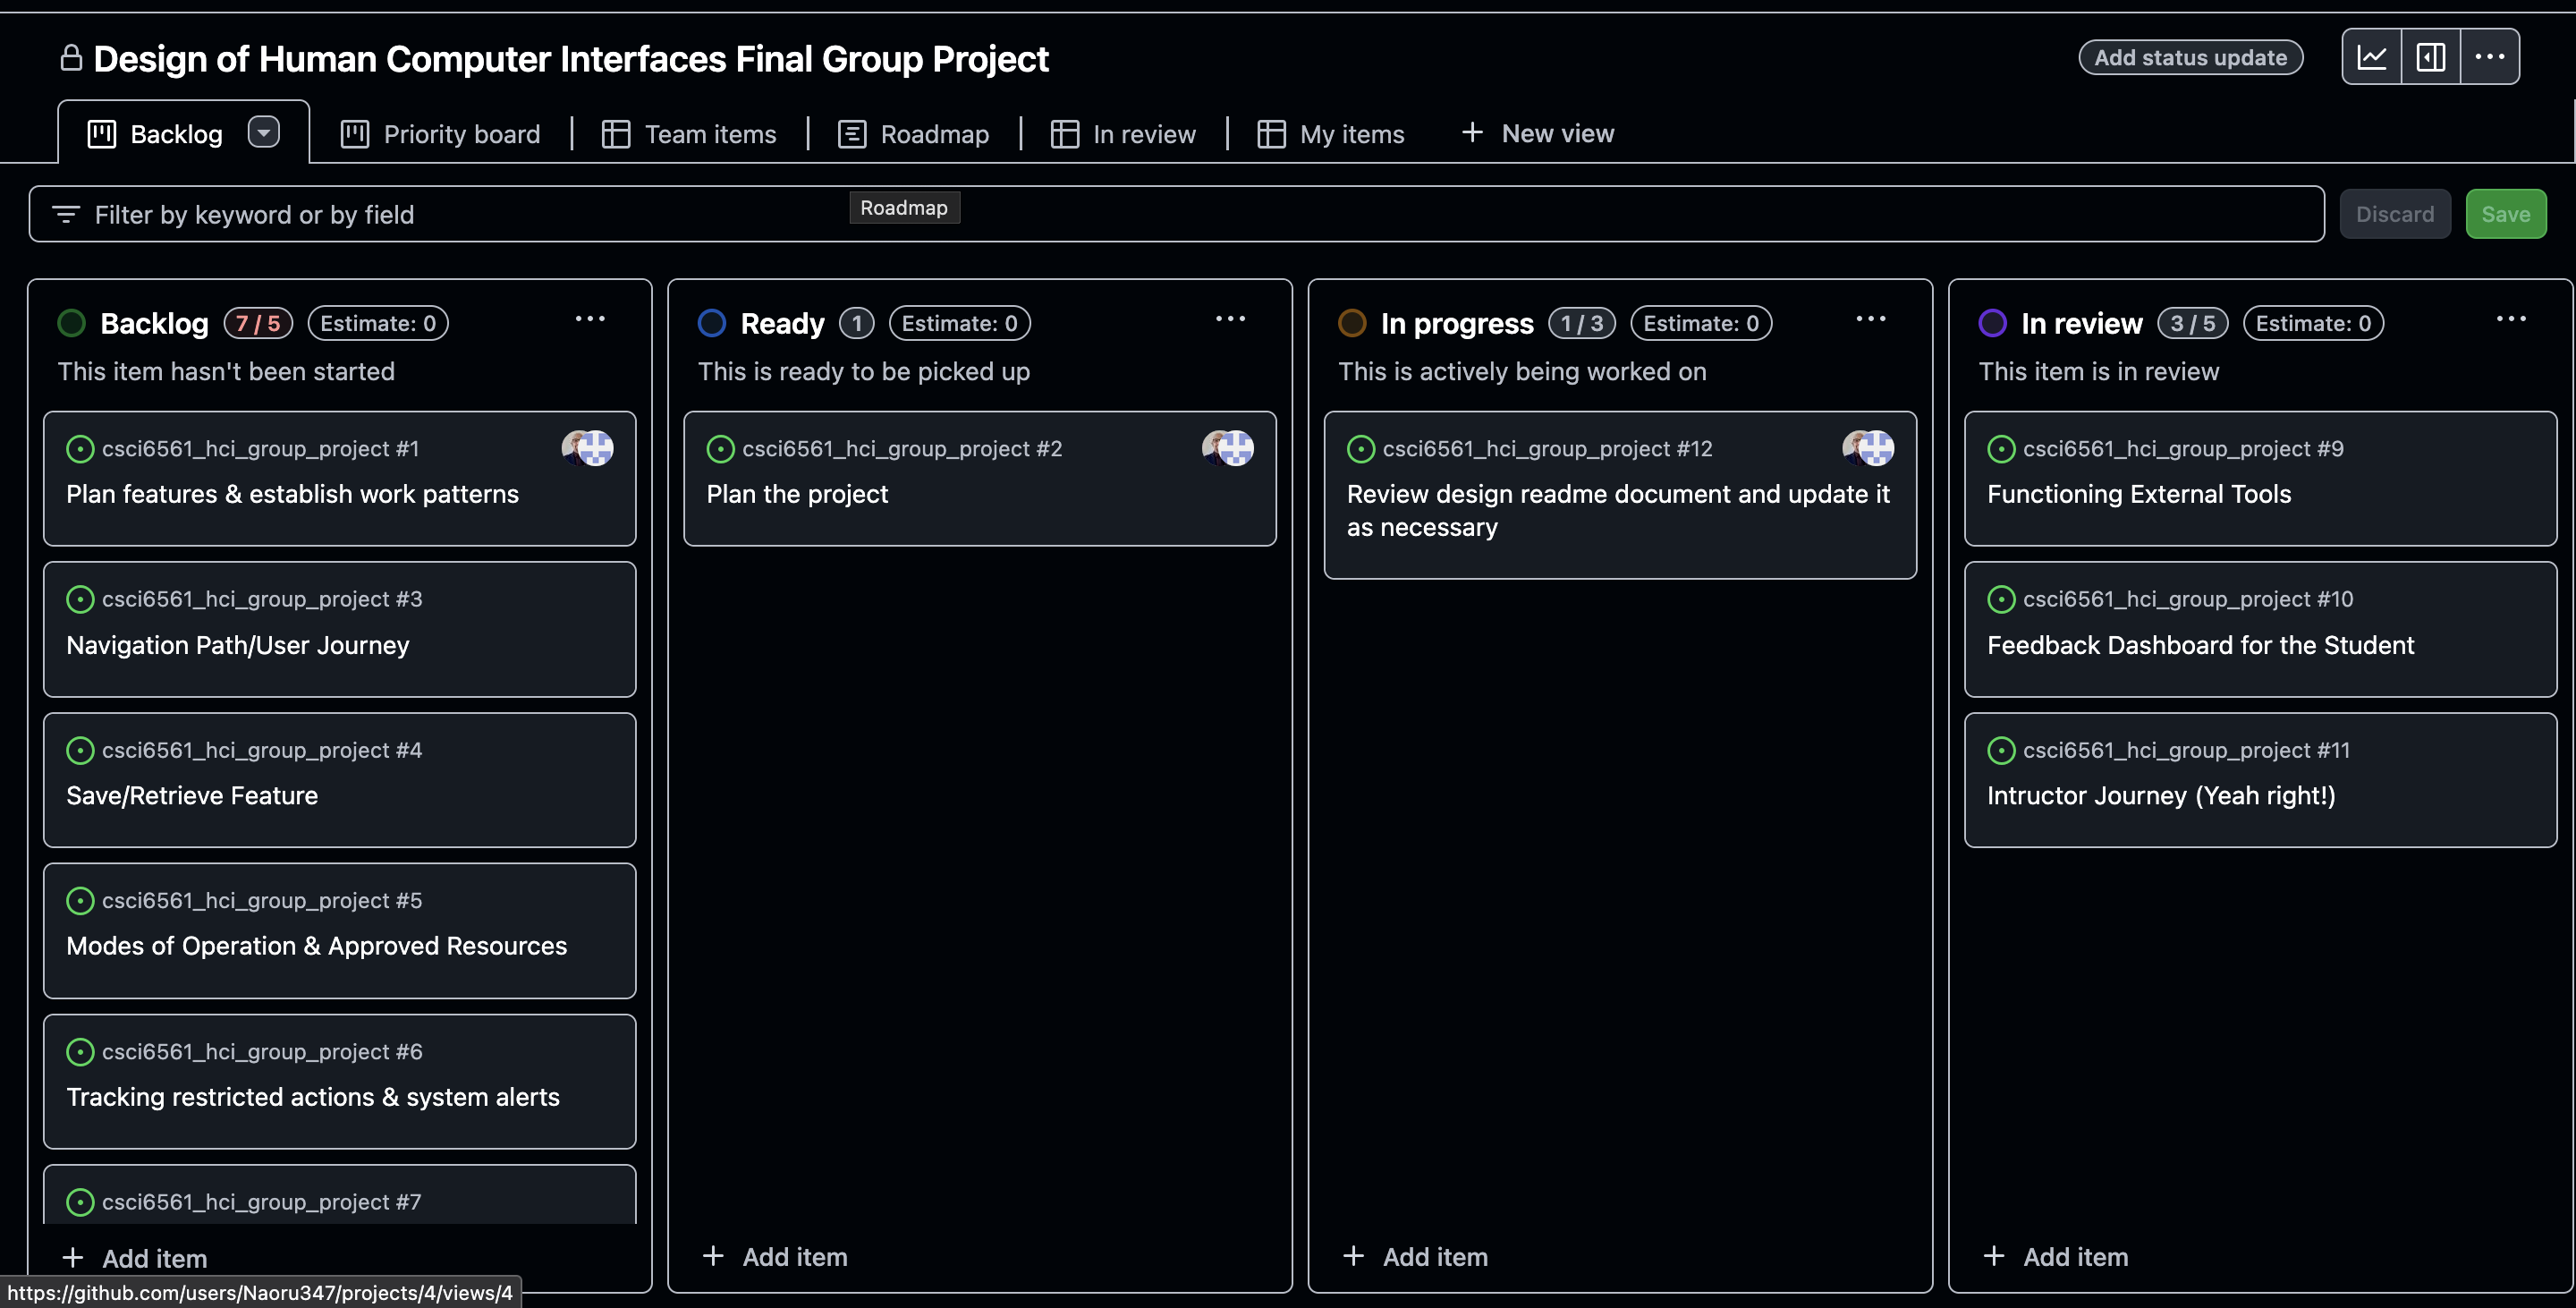 Design of Human Computer Interfaces Final Group Project
Add status update
Backlog
Priority board
Team items
Roadmap
In review
My items
New view
Filter by keyword or by field
Roadmap
Discard
Save
Backlog 7 / 5 Estimate: 0
This item hasn't been started
csci6561_hci_group_project #1
Plan features & establish work patterns
csci6561_hci_group_project #3
Navigation Path/User Journey
csci6561_hci_group_project #4
Save/Retrieve Feature
csci6561_hci_group_project #5
Modes of Operation & Approved Resources
csci6561_hci_group_project #6
Tracking restricted actions & system alerts
csci6561_hci_group_project #7
+ Add item
Ready 1 Estimate: 0
This is ready to be picked up
csci6561_hci_group_project #2
Plan the project
+ Add item
In progress 1 / 3 Estimate: 0
This is actively being worked on
csci6561_hci_group_project #12
Review design readme document and update it
as necessary
+ Add item
In review 3 / 5 Estimate: 0
This item is in review
csci6561_hci_group_project #9
Functioning External Tools
csci6561_hci_group_project #10
Feedback Dashboard for the Student
csci6561_hci_group_project #11
Intructor Journey (Yeah right!)
+ Add item
https://github.com/users/Naoru347/projects/4/views/4